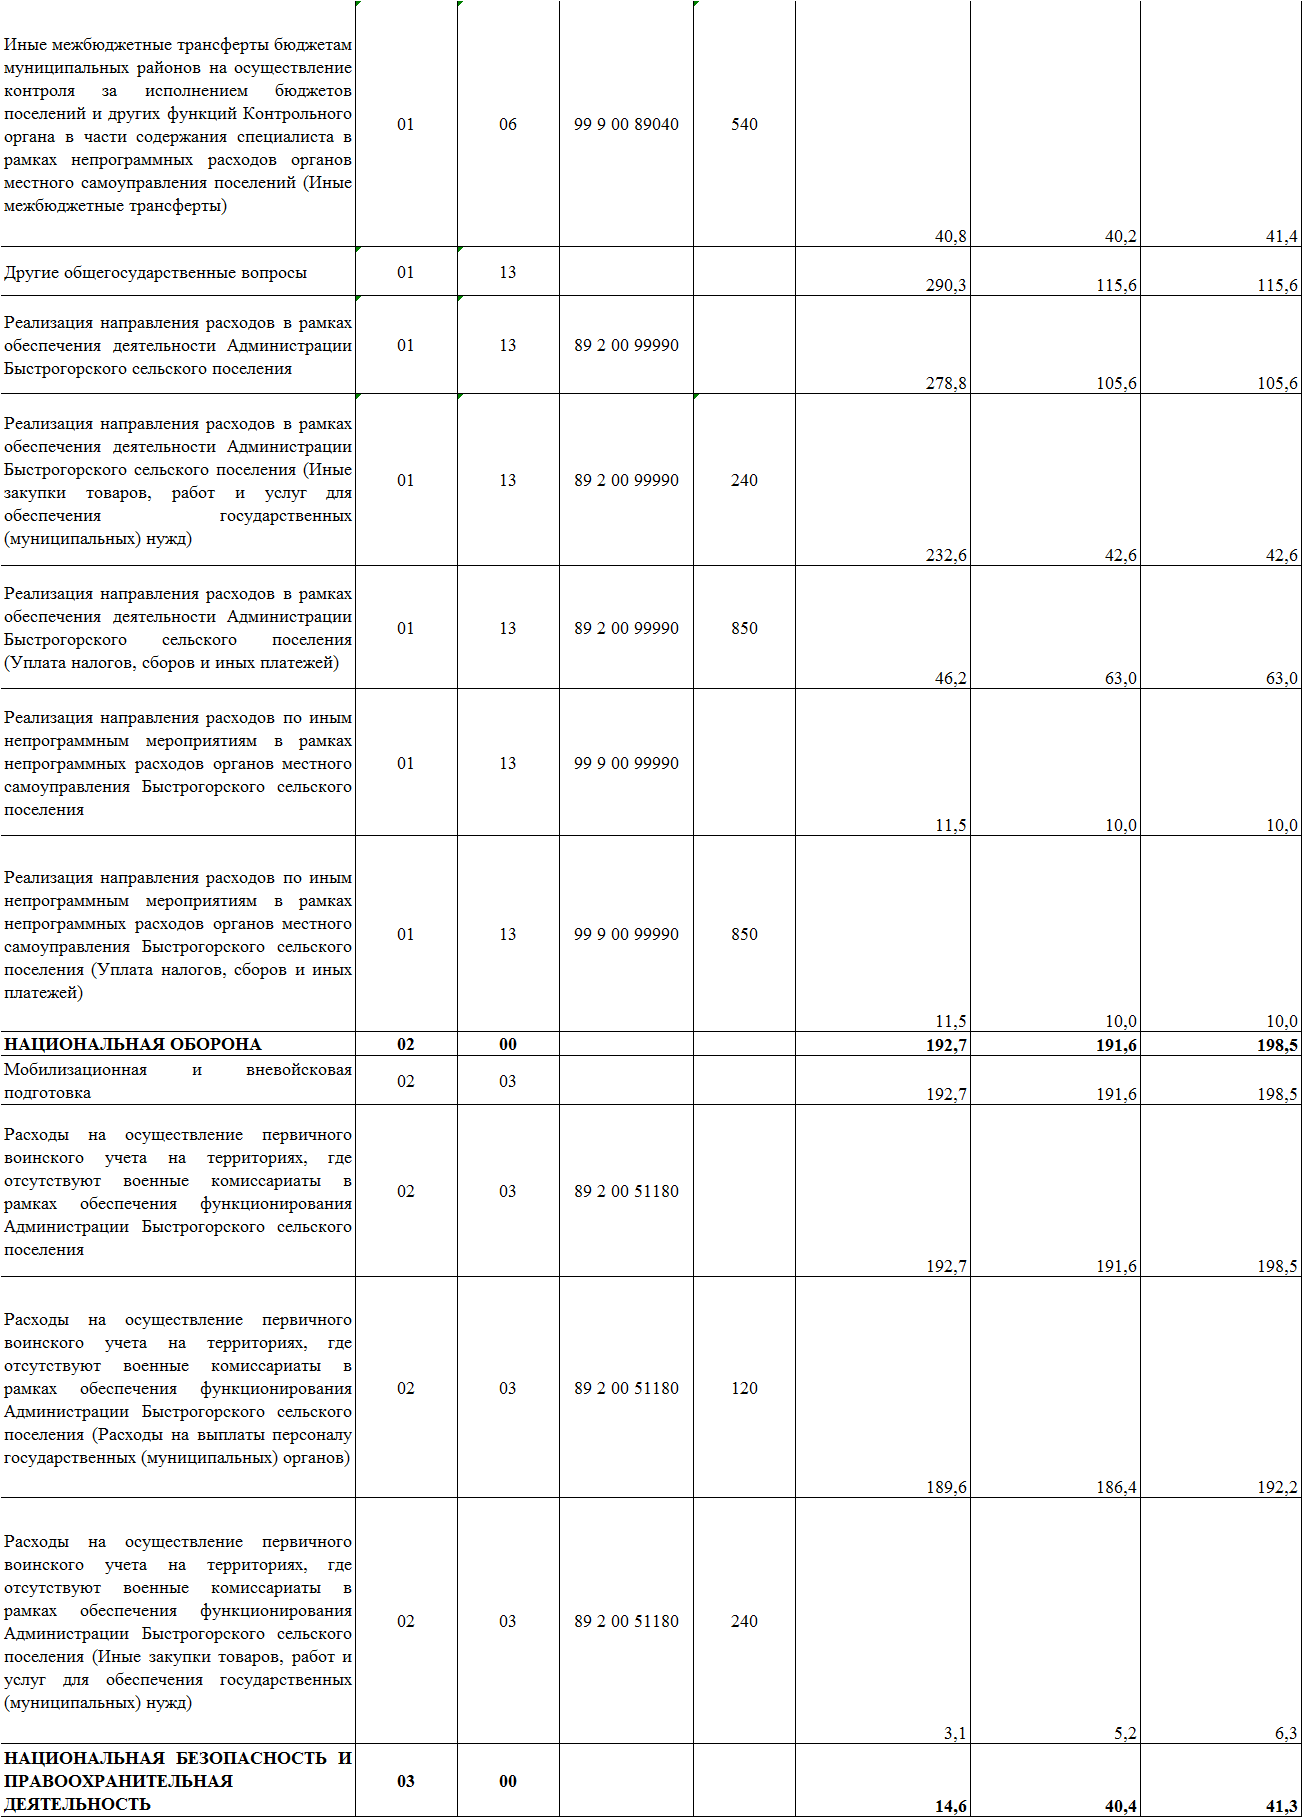 Иные межбюджетные трансферты бюджетам
муниципальных районов на осуществление
контроля за исполнением бюджетов
поселений и других функций Контрольного
органа в части содержания специалиста в
рамках непрограммных расходов органов
местного самоуправления поселений (Иные
межбюджетные трансферты)
01 06 99 9 00 89040 540
40,8 40,2 41,4
Другие общегосударственные вопросы 01 13
290,3 115,6 115,6
Реализация направления расходов в рамках
обеспечения деятельности Администрации
Быстрогорского сельского поселения
01 13 89 2 00 99990
278,8 105,6 105,6
Реализация направления расходов в рамках
обеспечения деятельности Администрации
Быстрогорского сельского поселения (Иные
закупки товаров, работ и услуг для
обеспечения государственных
(муниципальных) нужд)
01 13 89 2 00 99990 240
232,6 42,6 42,6
Реализация направления расходов в рамках
обеспечения деятельности Администрации
Быстрогорского сельского поселения
(Уплата налогов, сборов и иных платежей)
01 13 89 2 00 99990 850
46,2 63,0 63,0
Реализация направления расходов по иным
непрограммным мероприятиям в рамках
непрограммных расходов органов местного
самоуправления Быстрогорского сельского
поселения
01 13 99 9 00 99990
11,5 10,0 10,0
Реализация направления расходов по иным
непрограммным мероприятиям в рамках
непрограммных расходов органов местного
самоуправления Быстрогорского сельского
поселения (Уплата налогов, сборов и иных
платежей)
01 13 99 9 00 99990 850
11,5 10,0 10,0
НАЦИОНАЛЬНАЯ ОБОРОНА 02 00 192,7 191,6 198,5
Мобилизационная и вневойсковая
подготовка
02 03
192,7 191,6 198,5
Расходы на осуществление первичного
воинского учета на территориях, где
отсутствуют военные комиссариаты в
рамках обеспечения функционирования
Администрации Быстрогорского сельского
поселения
02 03 89 2 00 51180
192,7 191,6 198,5
Расходы на осуществление первичного
воинского учета на территориях, где
отсутствуют военные комиссариаты в
рамках обеспечения функционирования
Администрации Быстрогорского сельского
поселения (Расходы на выплаты персоналу
государственных (муниципальных) органов)
02 03 89 2 00 51180 120
189,6 186,4 192,2
Расходы на осуществление первичного
воинского учета на территориях, где
отсутствуют военные комиссариаты в
рамках обеспечения функционирования
Администрации Быстрогорского сельского
поселения (Иные закупки товаров, работ и
услуг для обеспечения государственных
(муниципальных) нужд)
02 03 89 2 00 51180 240
3,1 5,2 6,3
НАЦИОНАЛЬНАЯ БЕЗОПАСНОСТЬ И
ПРАВООХРАНИТЕЛЬНАЯ
ДЕЯТЕЛЬНОСТЬ
03 00
14,6 40,4 41,3